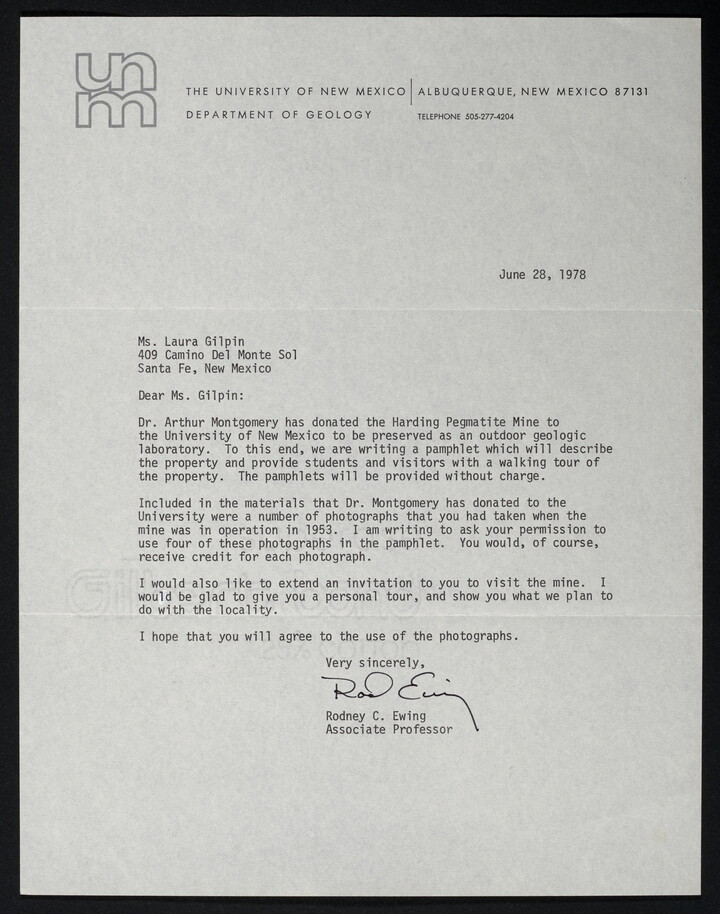 unm
THE UNIVERSITY OF NEW MEXICO | ALBUQUERQUE, NEW MEXICO 87131
DEPARTMENT OF GEOLOGY TELEPHONE 505-277-4204
June 28, 1978
Ms. Laura Gilpin
409 Camino Del Monte Sol
Santa Fe, New Mexico
Dear Ms. Gilpin:
Dr. Arthur Montgomery has donated the Harding Pegmatite Mine to
the University of New Mexico to be preserved as an outdoor geologic
laboratory. To this end, we are writing a pamphlet which will describe
the property and provide students and visitors with a walking tour of
the property. The pamphlets will be provided without charge.
Included in the materials that Dr. Montgomery has donated to the
University were a number of photographs that you had taken when the
mine was in operation in 1953. I am writing to ask your permission to
use four of these photographs in the pamphlet. You would, of course,
receive credit for each photograph.
I would also like to extend an invitation to you to visit the mine. I
would be glad to give you a personal tour, and show you what we plan to
do with the locality.
I hope that you will agree to the use of the photographs.
Very sincerely,
Rod Ewing
Rodney C. Ewing
Associate Professor